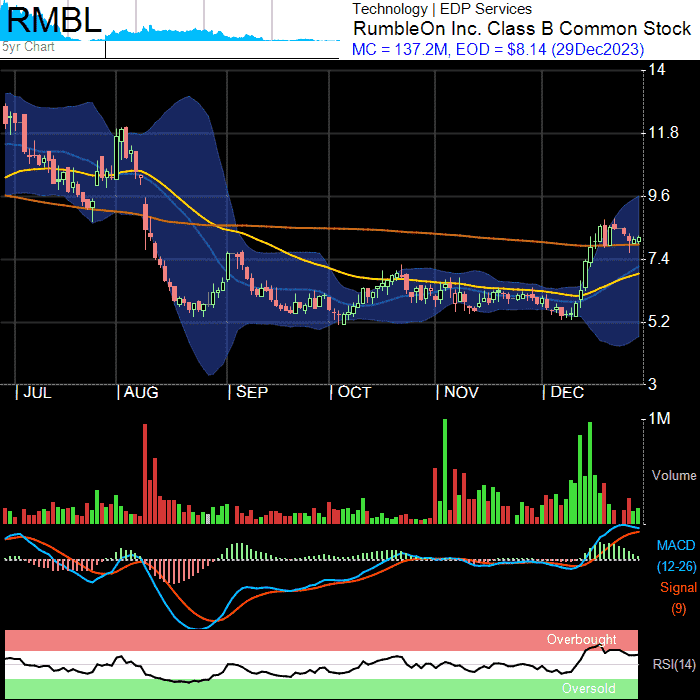 RMBL
5yr Chart
Technology | EDP Services
RumbleOn Inc. Class B Common Stock
MC = 137.2M, EOD = $8.14 (29Dec2023)
14
11.8
9.6
7.4
5.2
3
| JUL | AUG | SEP | OCT | NOV | DEC
1M
Volume
MACD
(12-26)
Signal
(9)
Overbought
RSI(14)
Oversold